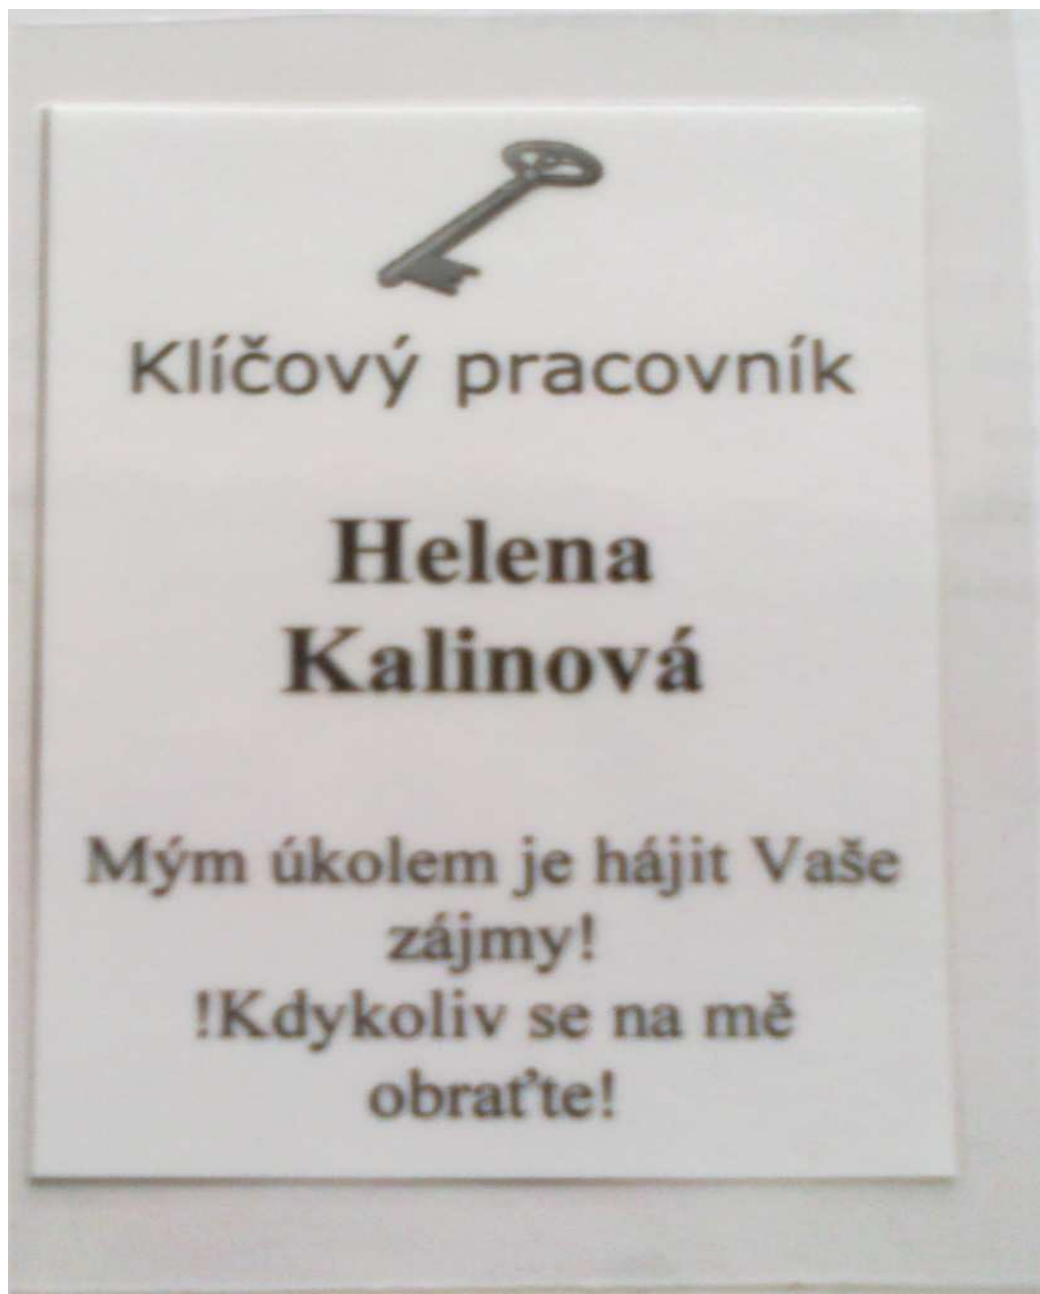 Klíčový pracovník
Helena
Kalinová
Mým úkolem je hájit Vaše
zájmy!
!Kdykoliv se na mě
obraťte!